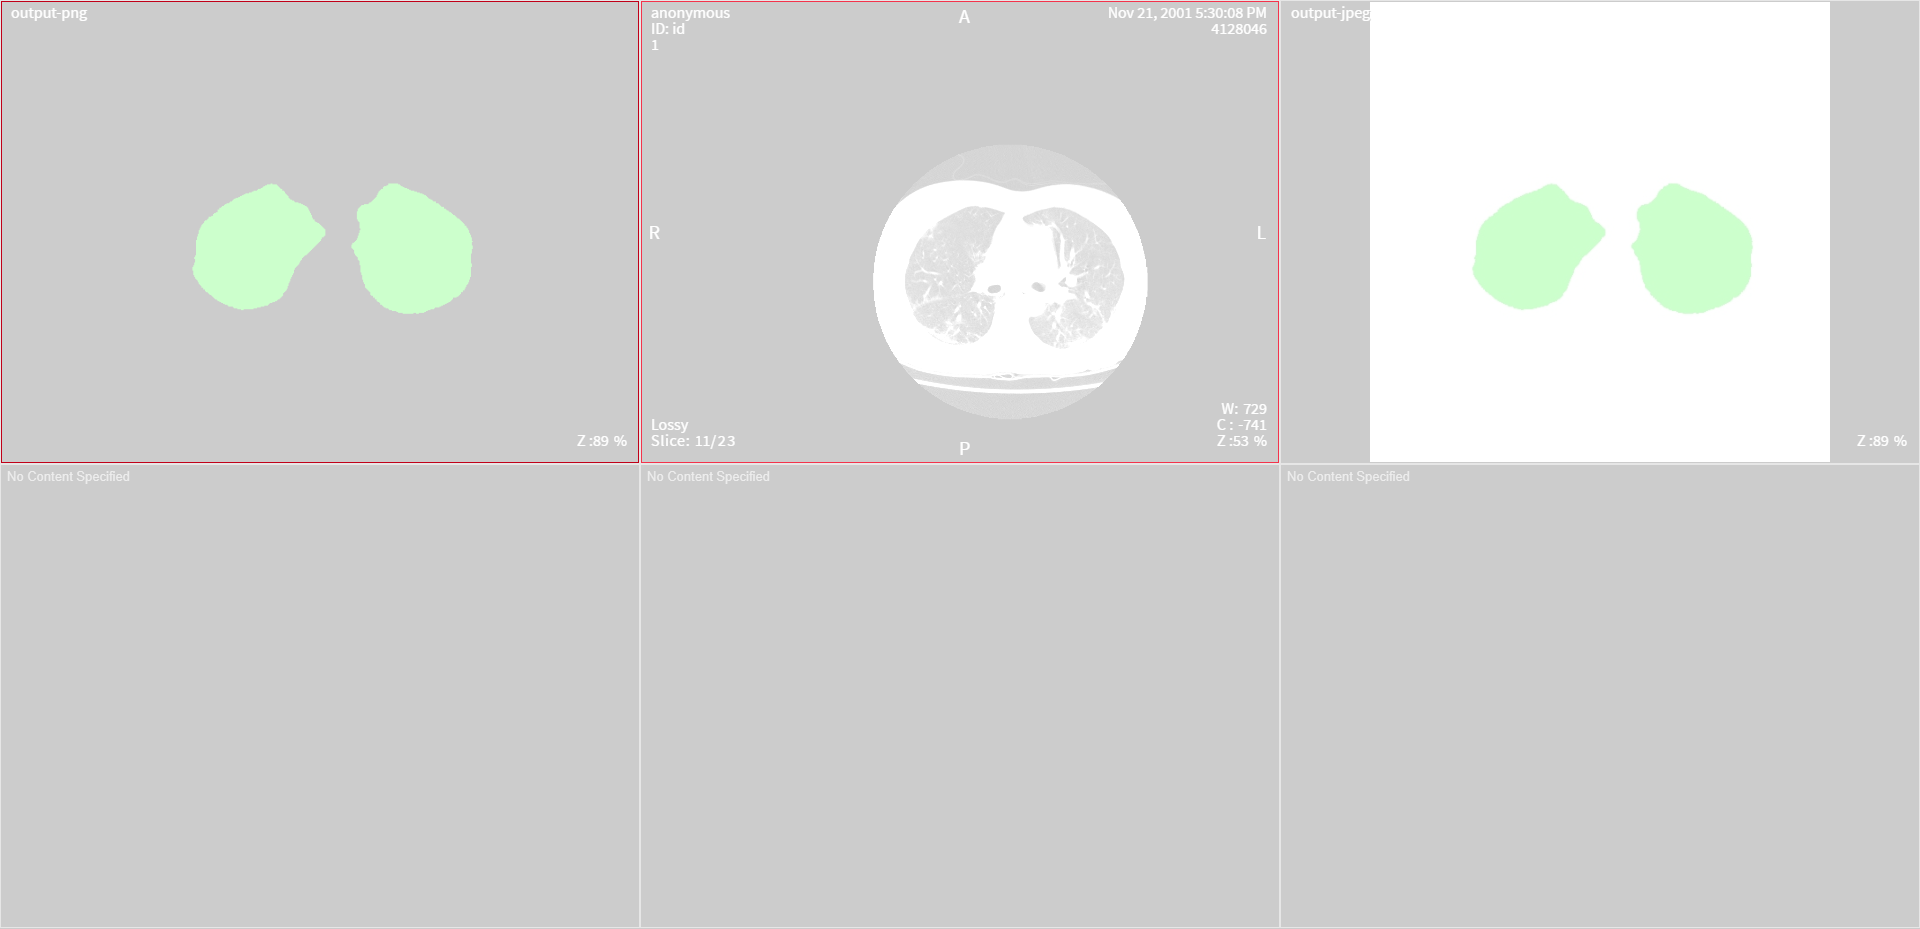 output-png
Z :89 %
anonymous
ID: id
1
A
Nov 21, 2001 5:30:08 PM
4128046
R
L
Lossy
Slice: 11/23
W: 729
C : -741
Z :53 %
P
output-jpeg
Z :89 %
No Content Specified
No Content Specified
No Content Specified